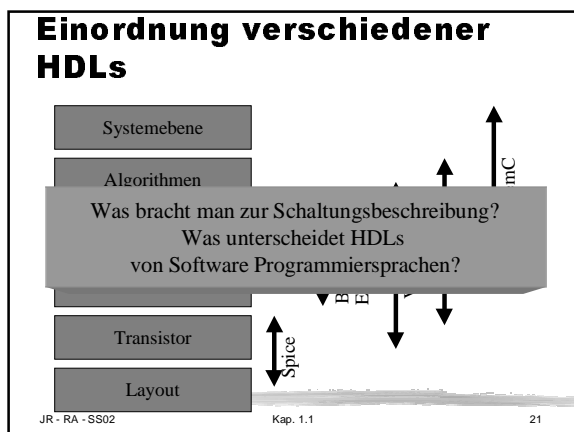 Einordnung verschiedener
HDLs
Systemebene
Algorithmen
Was bracht man zur Schaltungsbeschreibung?
Was unterscheidet HDLs
von Software Programmiersprachen?
Transistor
Spice
Layout
JR - RA - SS02
Kap. 1.1
21